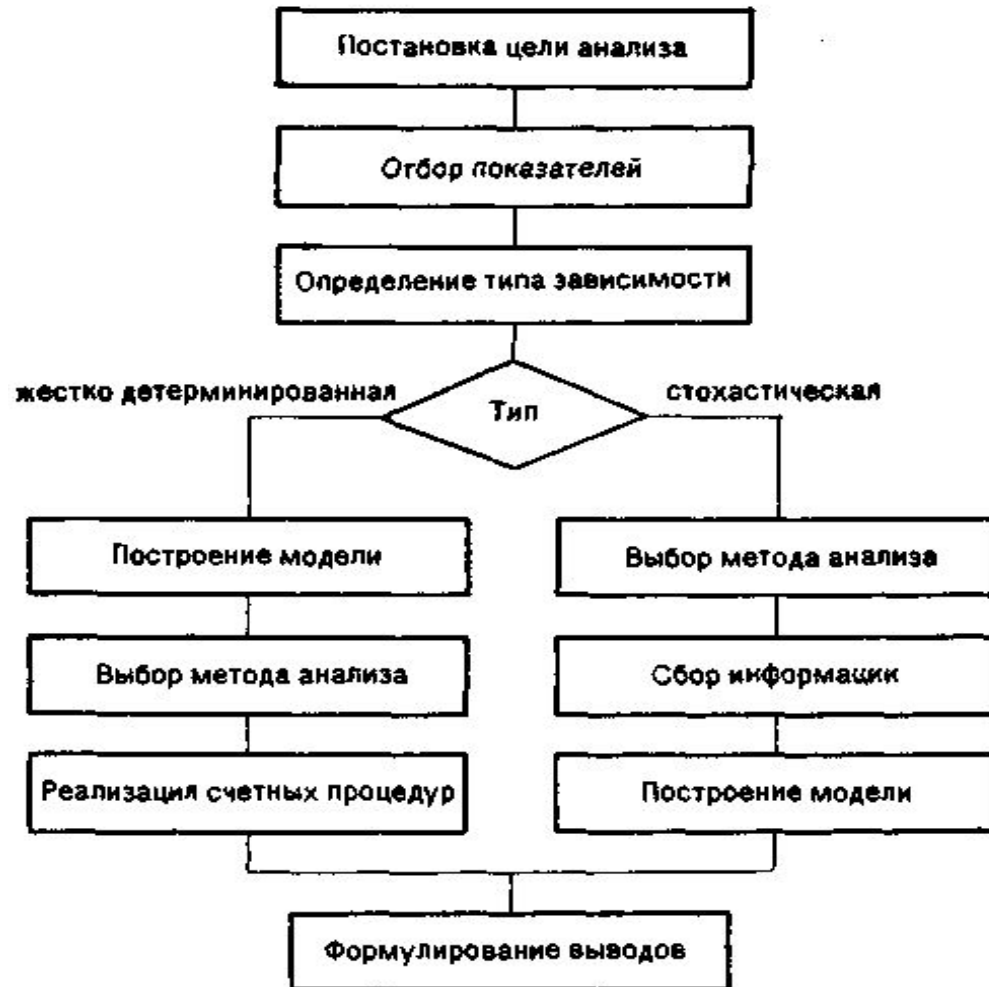 Постановка цели анализа
Отбор показателей
Определение типа зависимости
жестко детерминированная
Тип
стохастическая
Построение модели
Выбор метода анализа
Реализация счетных процедур
Выбор метода анализа
Сбор информации
Построение модели
Формулирование выводов